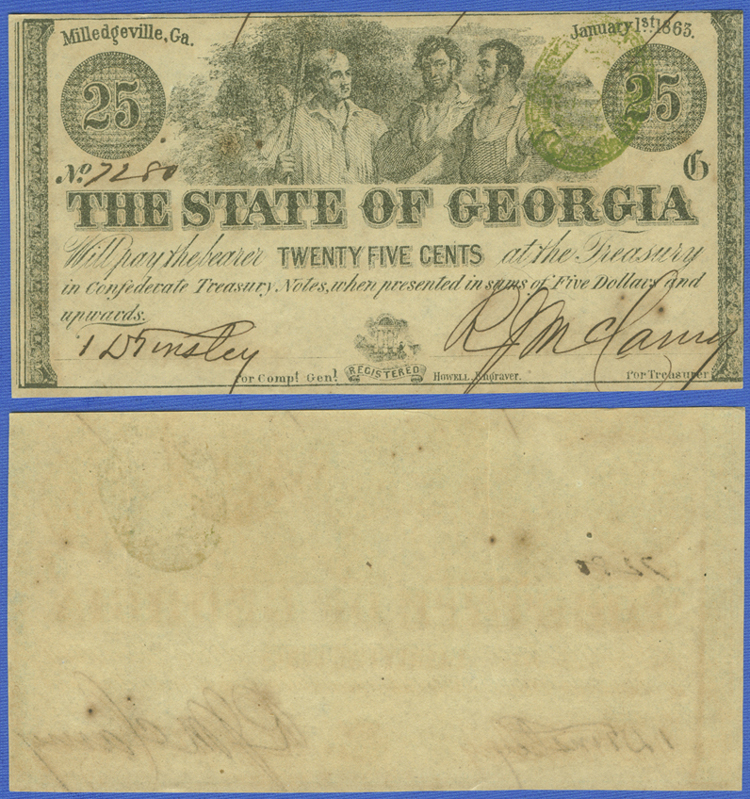 Milledgeville, Ga.
January 1st 1863.
25
25
No. 7280
G
THE STATE OF GEORGIA
Will pay the bearer TWENTY FIVE CENTS at the Treasury
in Confederate Treasury Notes, when presented in sums of Five Dollars and
upwards.
REGISTERED
For Compt. Genl.
HOWELL, Engraver.
For Treasurer